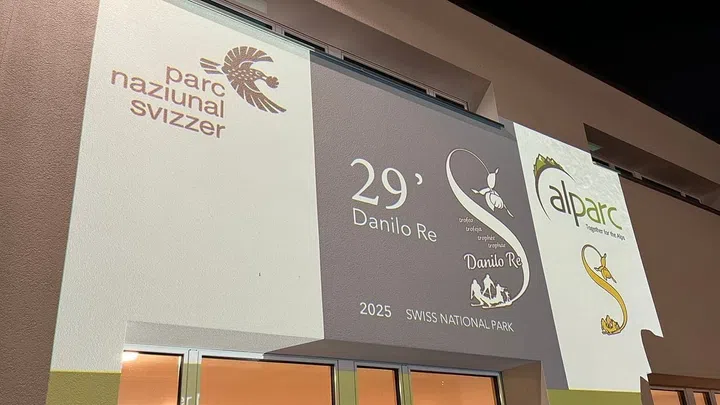 parc
naziunal
svizzer
29'
Danilo Re
trofeo
trofeja
trophée
trophäe
Danilo Re
2025 SWISS NATIONAL PARK
alparc
Together for the Alps